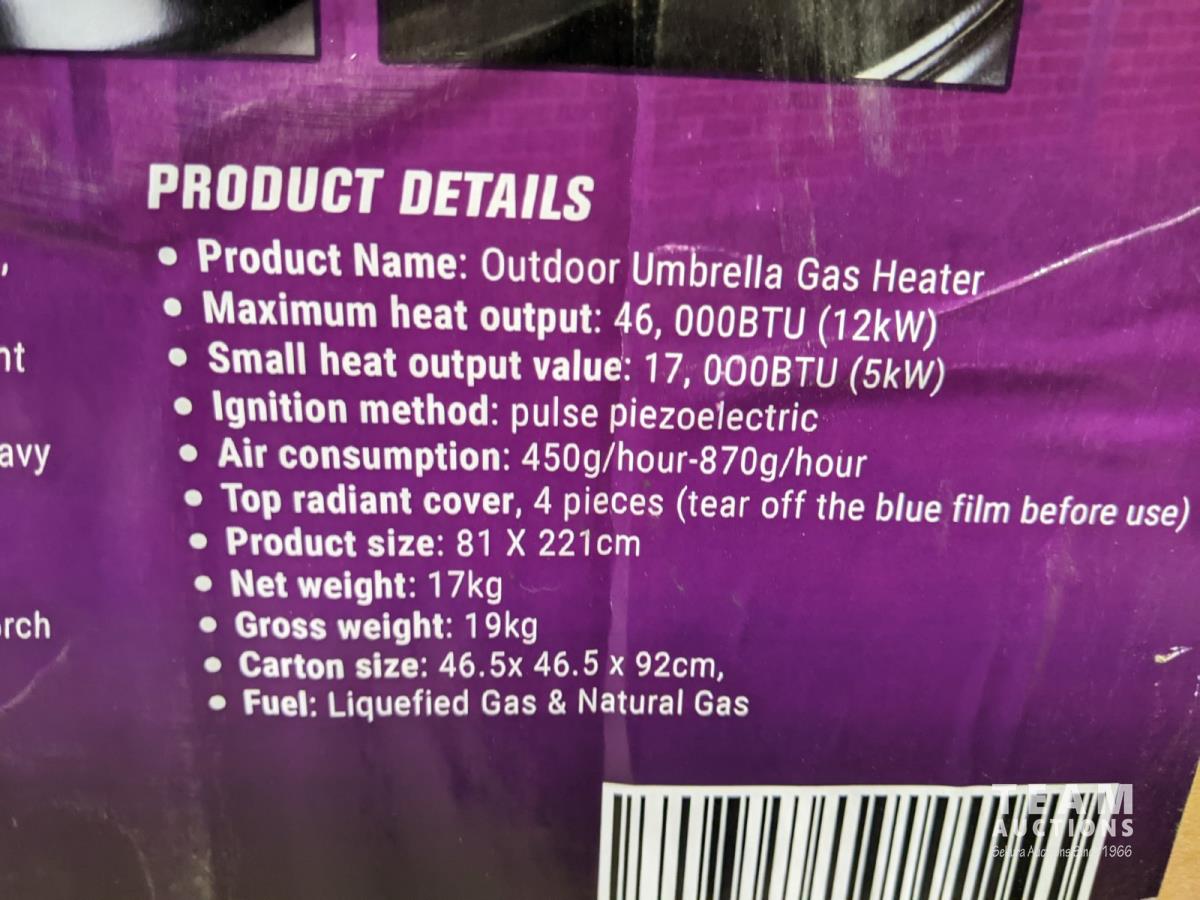 PRODUCT DETAILS
,
• Product Name: Outdoor Umbrella Gas Heater
• Maximum heat output: 46, 000BTU (12kW)
nt
• Small heat output value: 17, 000BTU (5kW)
• Ignition method: pulse piezoelectric
avy
• Air consumption: 450g/hour-870g/hour
• Top radiant cover, 4 pieces (tear off the blue film before use)
• Product size: 81 X 221cm
• Net weight: 17kg
rch
• Gross weight: 19kg
• Carton size: 46.5x 46.5 x 92cm,
• Fuel: Liquefied Gas & Natural Gas
TEAM
AUCTIONS
Auctions Since 1966